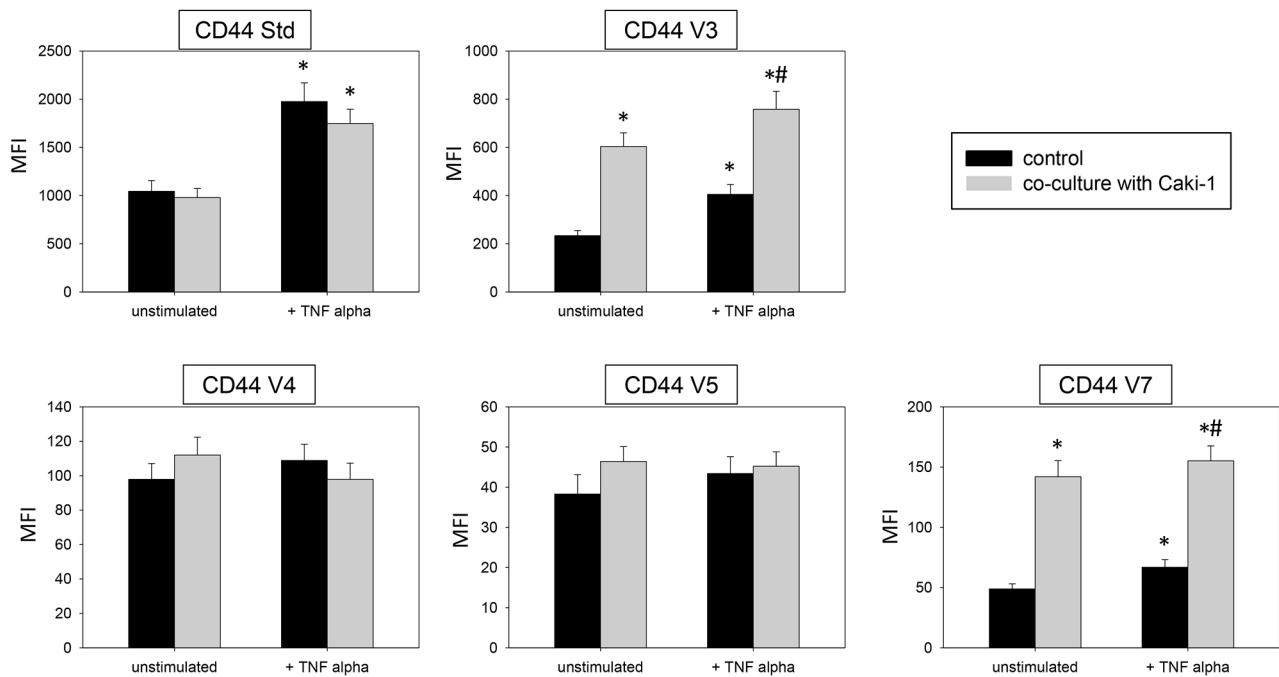 CD44 Std
MFI
2500
2000
1500
1000
500
0
*
*
unstimulated
+ TNF alpha
CD44 V3
MFI
1000
800
600
400
200
0
*
*
*#
unstimulated
+ TNF alpha
control
co-culture with Caki-1
CD44 V4
MFI
140
120
100
80
60
40
20
0
unstimulated
+ TNF alpha
CD44 V5
MFI
60
50
40
30
20
10
0
unstimulated
+ TNF alpha
CD44 V7
MFI
200
150
100
50
0
*
*
*#
unstimulated
+ TNF alpha